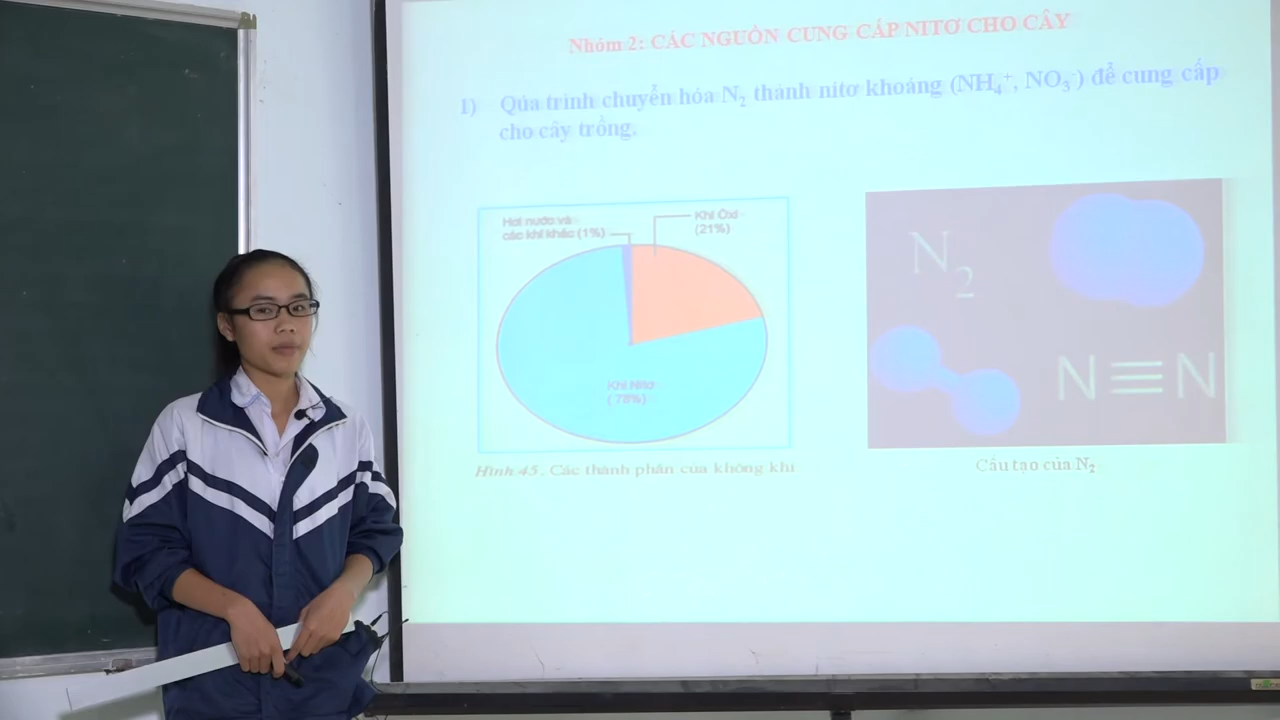 Nhóm 2: CÁC NGUỒN CUNG CẤP NITƠ CHO CÂY
1) Qúa trình chuyển hóa N₂ thành nitơ khoáng (NH₄⁺, NO₃⁻) để cung cấp
cho cây trồng.
Hơi nước và
các khí khác (1%)
Khí Ôxi
(21%)
Khí Nitơ
( 78%)
Hình 45. Các thành phần của không khí
N₂
N≡N
Cấu tạo của N₂